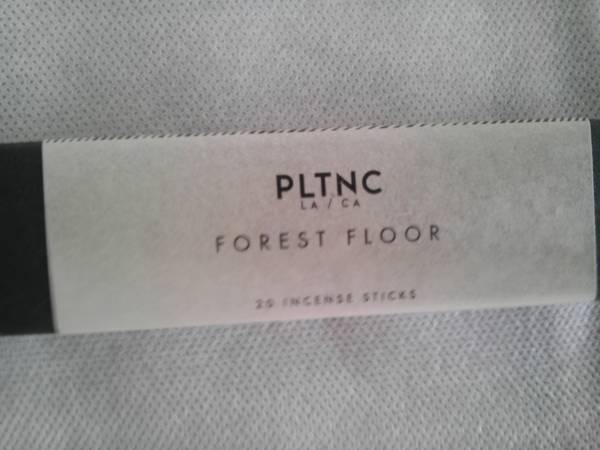 PLTNC
LA / CA
FOREST FLOOR
20 INCENSE STICKS